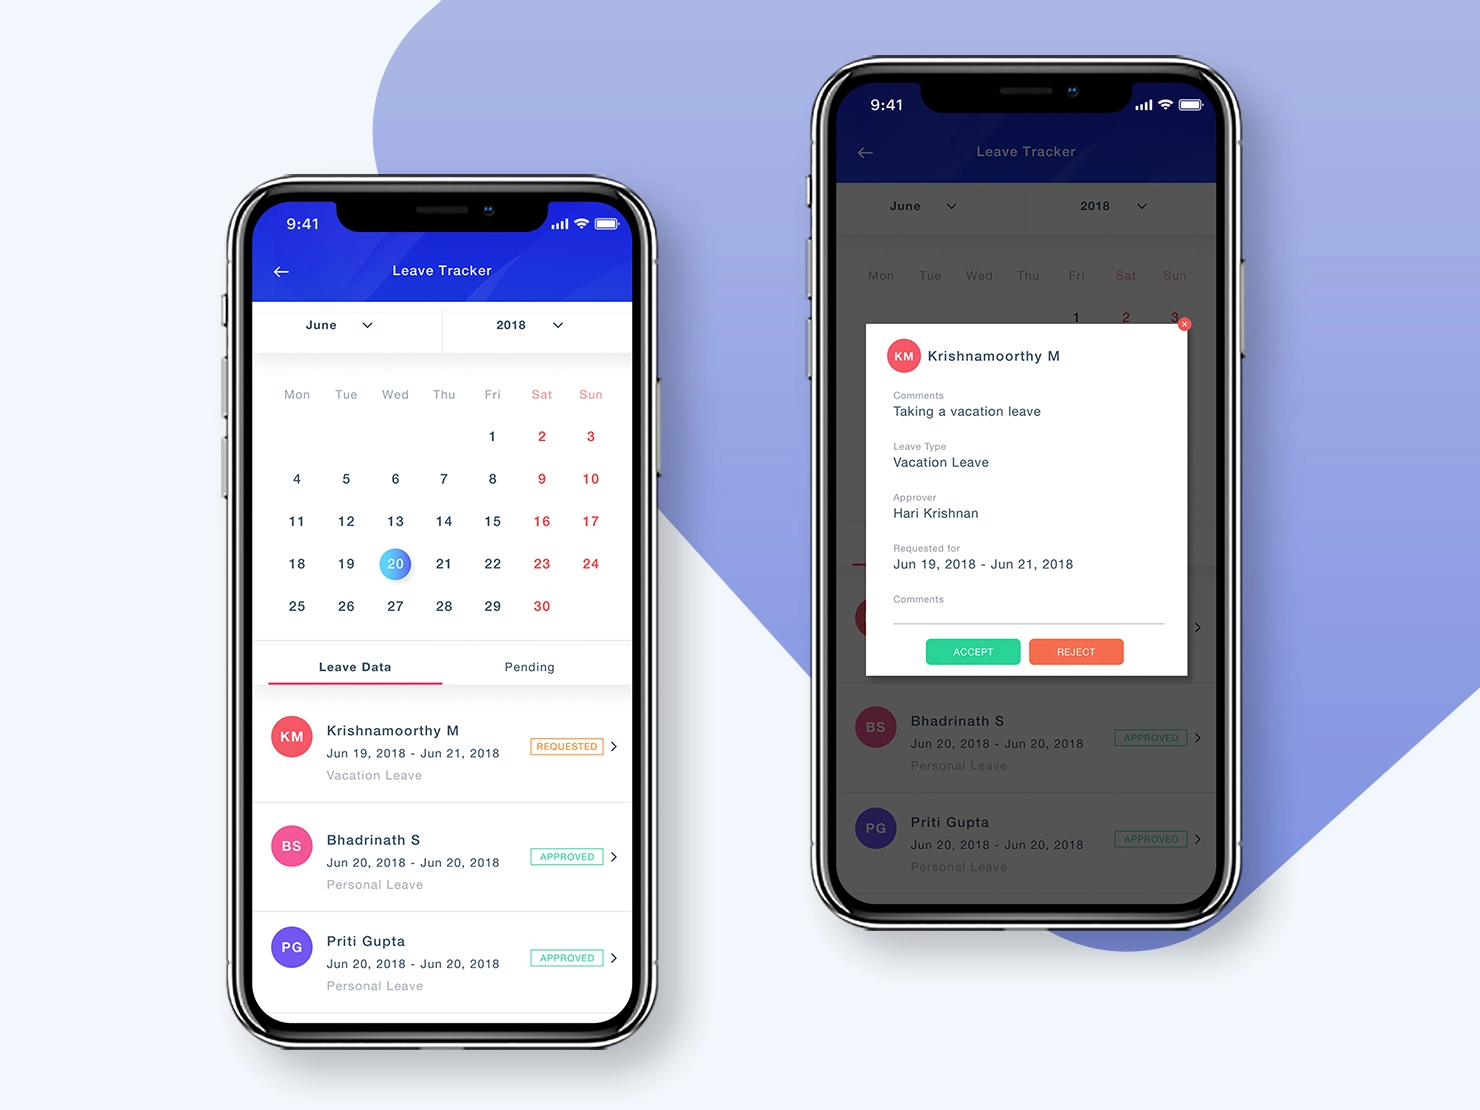 9:41
Leave Tracker
June 2018
Mon Tue Wed Thu Fri Sat Sun
1 2 3
4 5 6 7 8 9 10
11 12 13 14 15 16 17
18 19 20 21 22 23 24
25 26 27 28 29 30
Leave Data Pending
KM
Krishnamoorthy M
Jun 19, 2018 - Jun 21, 2018
Vacation Leave
REQUESTED
BS
Bhadrinath S
Jun 20, 2018 - Jun 20, 2018
Personal Leave
APPROVED
PG
Priti Gupta
Jun 20, 2018 - Jun 20, 2018
Personal Leave
APPROVED
9:41
Leave Tracker
June 2018
Mon Tue Wed Thu Fri Sat Sun
1 2 3
KM Krishnamoorthy M
Comments
Taking a vacation leave
Leave Type
Vacation Leave
Approver
Hari Krishnan
Requested for
Jun 19, 2018 - Jun 21, 2018
Comments
ACCEPT REJECT
BS
Bhadrinath S
Jun 20, 2018 - Jun 20, 2018
Personal Leave
APPROVED
PG
Priti Gupta
Jun 20, 2018 - Jun 20, 2018
Personal Leave
APPROVED